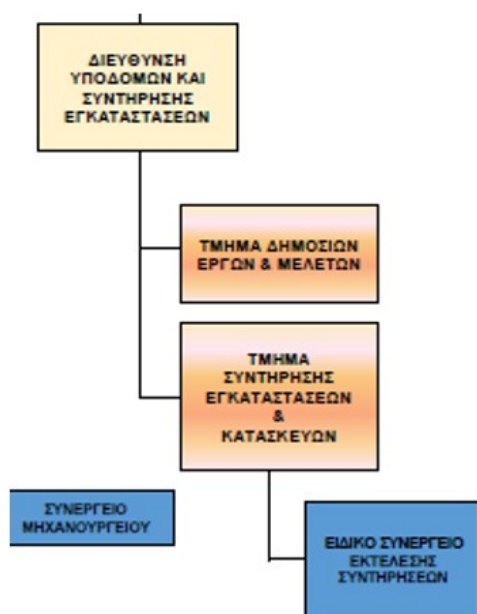 ΔΙΕΥΘΥΝΣΗ
ΥΠΟΔΟΜΩΝ ΚΑΙ
ΣΥΝΤΗΡΗΣΗΣ
ΕΓΚΑΤΑΣΤΑΣΕΩΝ
ΤΜΗΜΑ ΔΗΜΟΣΙΩΝ
ΕΡΓΩΝ & ΜΕΛΕΤΩΝ
ΤΜΗΜΑ
ΣΥΝΤΗΡΗΣΗΣ
ΕΓΚΑΤΑΣΤΑΣΕΩΝ
&
ΚΑΤΑΣΚΕΥΩΝ
ΣΥΝΕΡΓΕΙΟ
ΜΗΧΑΝΟΥΡΓΕΙΟΥ
ΕΙΔΙΚΟ ΣΥΝΕΡΓΕΙΟ
ΕΚΤΕΛΕΣΗΣ
ΣΥΝΤΗΡΗΣΕΩΝ